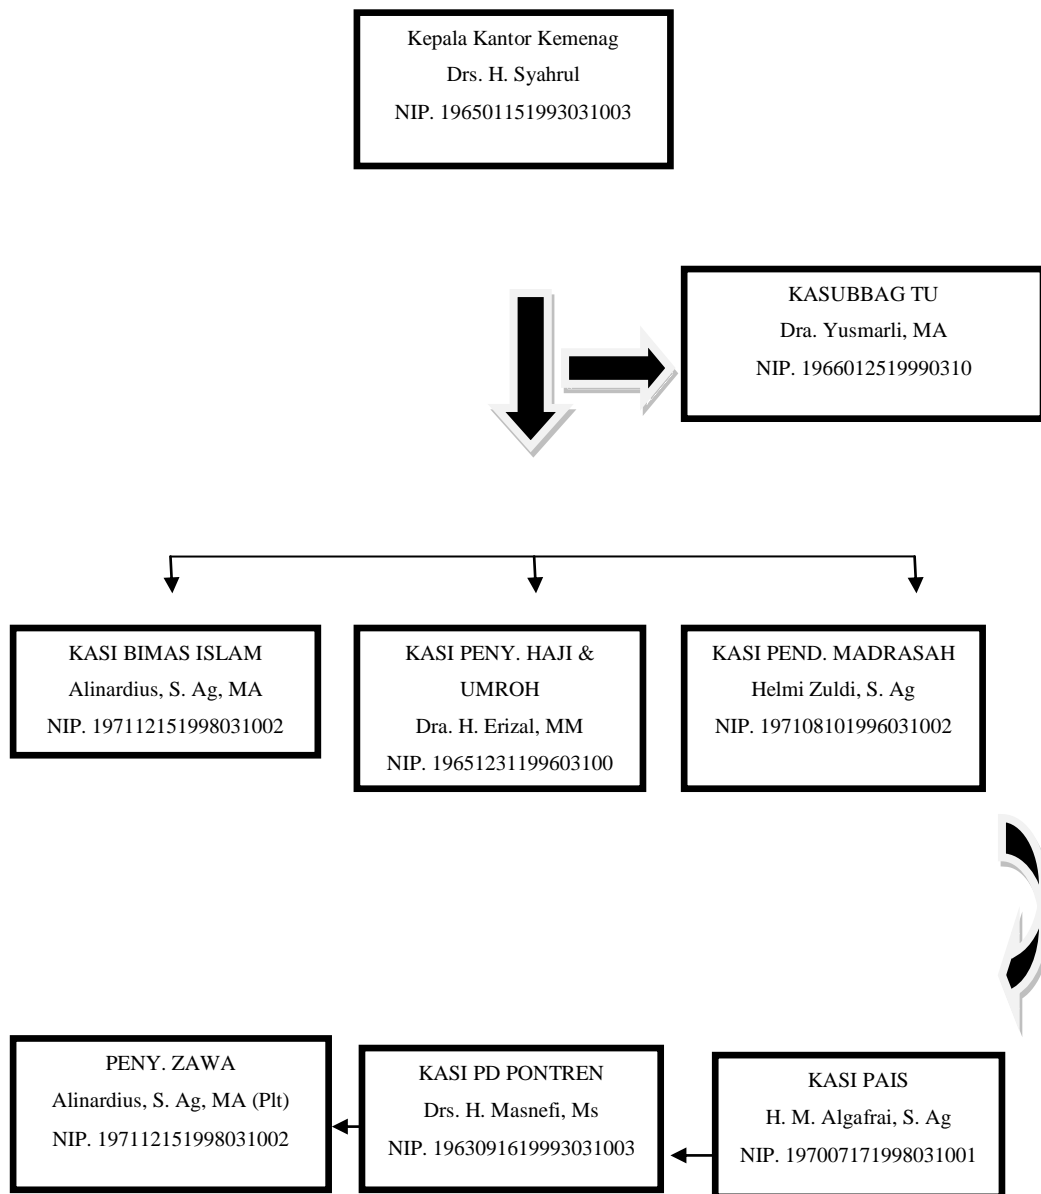 Kepala Kantor Kemenag
Drs. H. Syahrul
NIP. 196501151993031003
KASUBBAG TU
Dra. Yusmarli, MA
NIP. 1966012519990310
KASI BIMAS ISLAM
Alinardius, S. Ag, MA
NIP. 197112151998031002
KASI PENY. HAJI &
UMROH
Dra. H. Erizal, MM
NIP. 19651231199603100
KASI PEND. MADRASAH
Helmi Zuldi, S. Ag
NIP. 197108101996031002
PENY. ZAWA
Alinardius, S. Ag, MA (Plt)
NIP. 197112151998031002
KASI PD PONTREN
Drs. H. Masnefi, Ms
NIP. 1963091619993031003
KASI PAIS
H. M. Algafrai, S. Ag
NIP. 197007171998031001